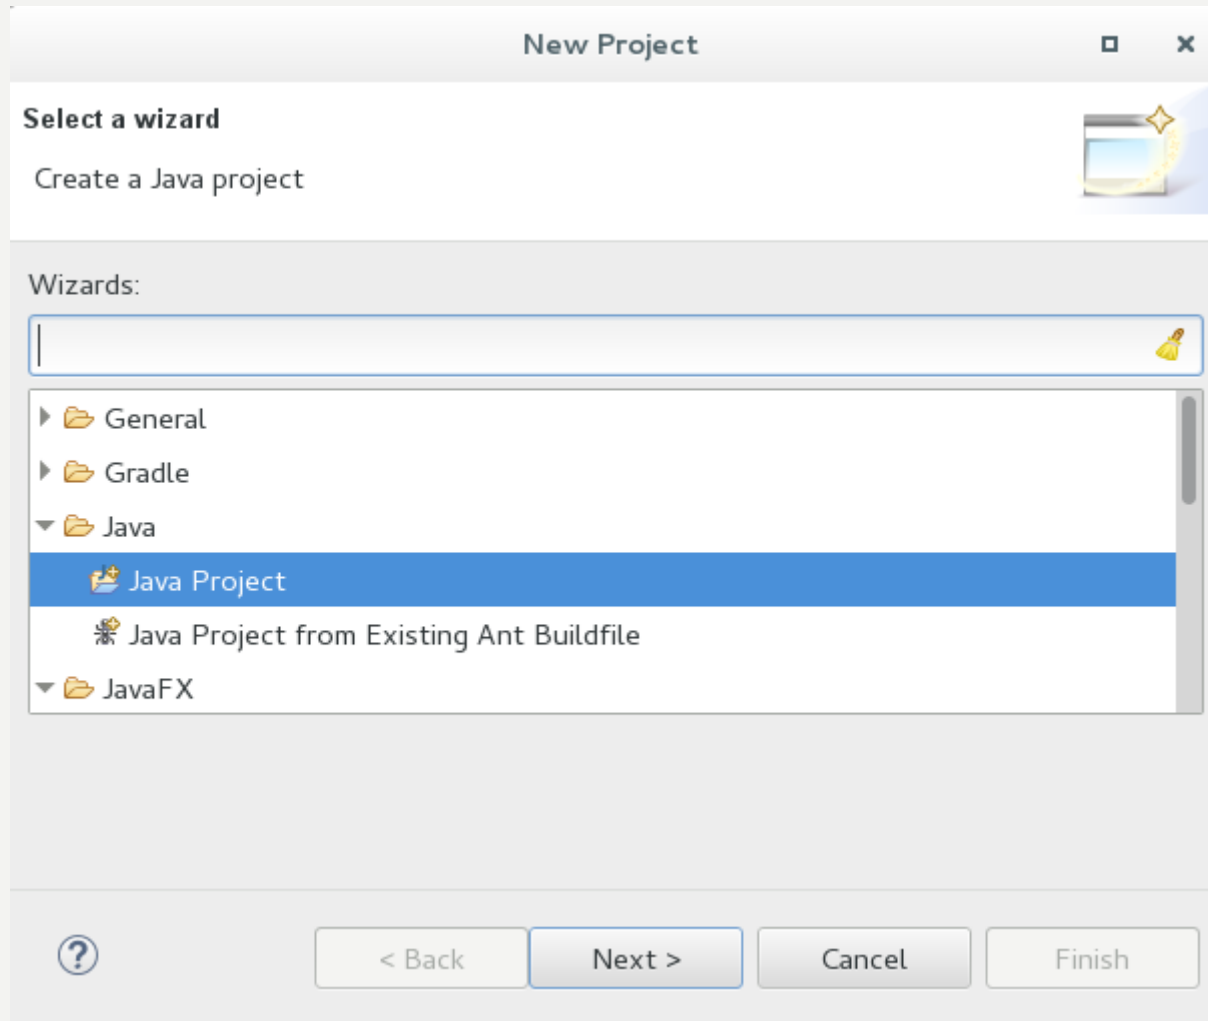 New Project
Select a wizard
Create a Java project
Wizards:
General
Gradle
Java
Java Project
Java Project from Existing Ant Buildfile
JavaFX
< Back Next > Cancel Finish